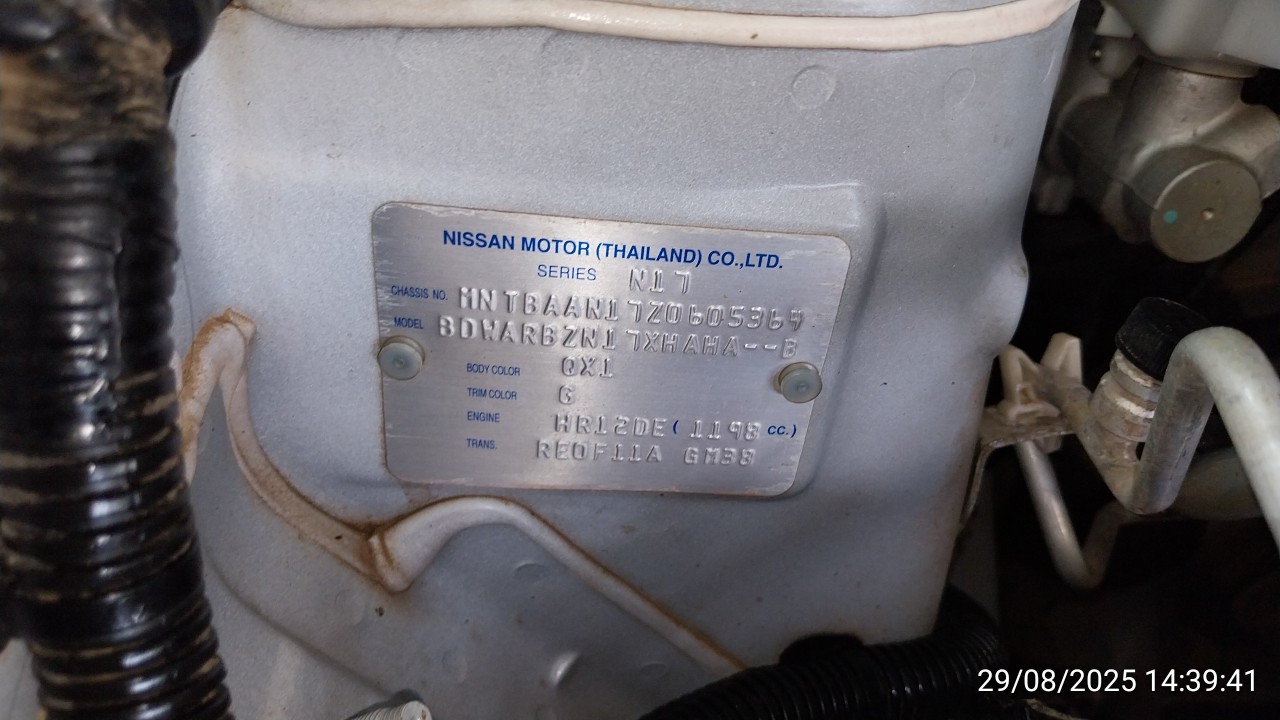 NISSAN MOTOR (THAILAND) CO.,LTD.
SERIES N17
CHASSIS NO. MNTBAAN17Z0605364
MODEL BDWARBZN17XHAHA--B
BODY COLOR QX1
TRIM COLOR G
ENGINE HR12DE ( 1198 CC. )
TRANS. RE0F11A GM38
29/08/2025 14:39:41